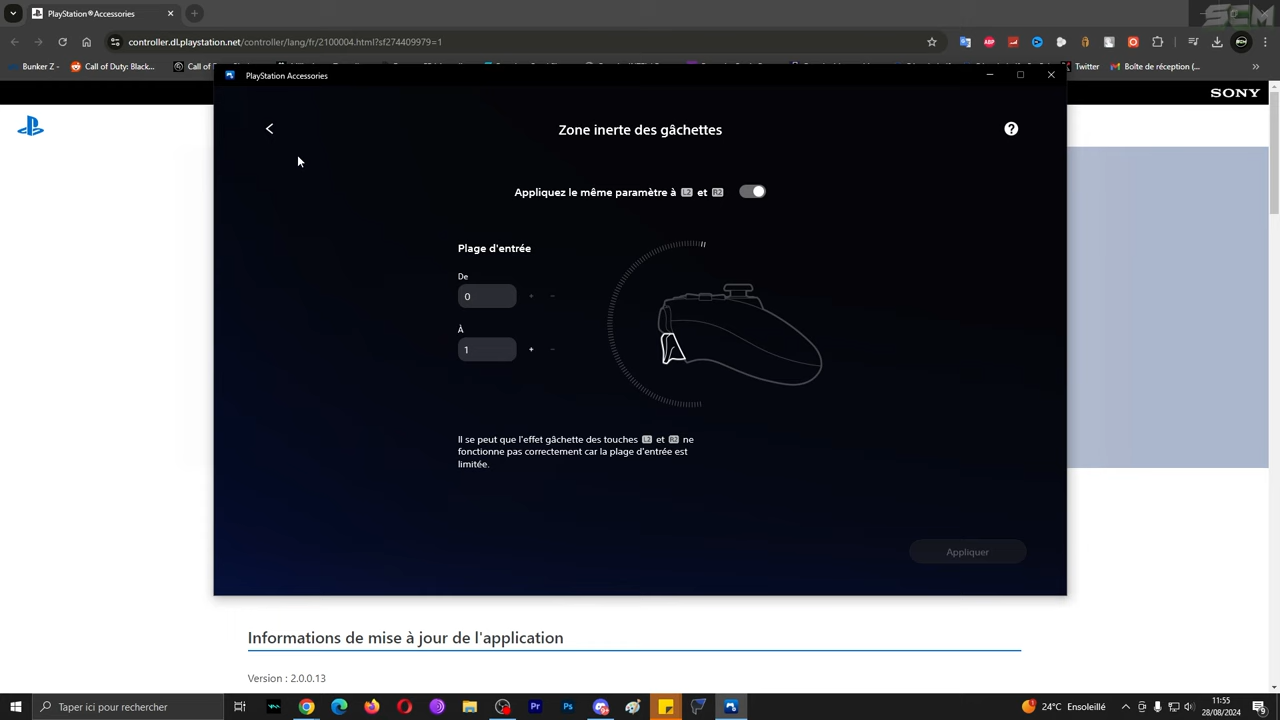 PlayStation®Accessories
controller.dl.playstation.net/controller/lang/fr/2100004.html?sf274409979=1
Bunker Z -
Call of Duty: Black...
Call of
Twitter
Boîte de réception (...
PlayStation Accessories
SONY
Zone inerte des gâchettes
Appliquez le même paramètre à L2 et R2
Plage d'entrée
De
0 + −
À
1 + −
Il se peut que l'effet gâchette des touches L2 et R2 ne
fonctionne pas correctement car la plage d'entrée est
limitée.
Appliquer
Informations de mise à jour de l'application
Version : 2.0.0.13
Taper ici pour rechercher
24°C Ensoleillé
11:55
28/08/2024